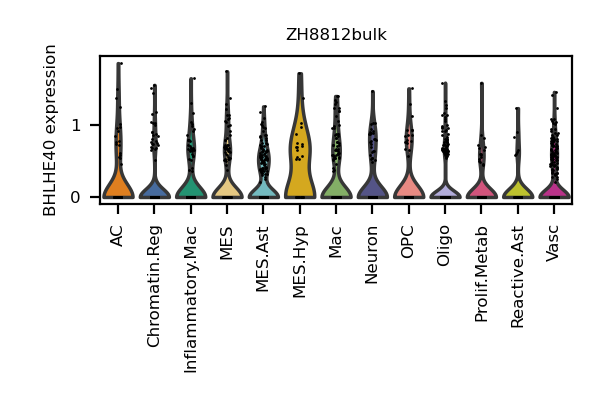 ZH8812bulk
BHLHE40 expression
1
0
AC
Chromatin.Reg
Inflammatory.Mac
MES
MES.Ast
MES.Hyp
Mac
Neuron
OPC
Oligo
Prolif.Metab
Reactive.Ast
Vasc